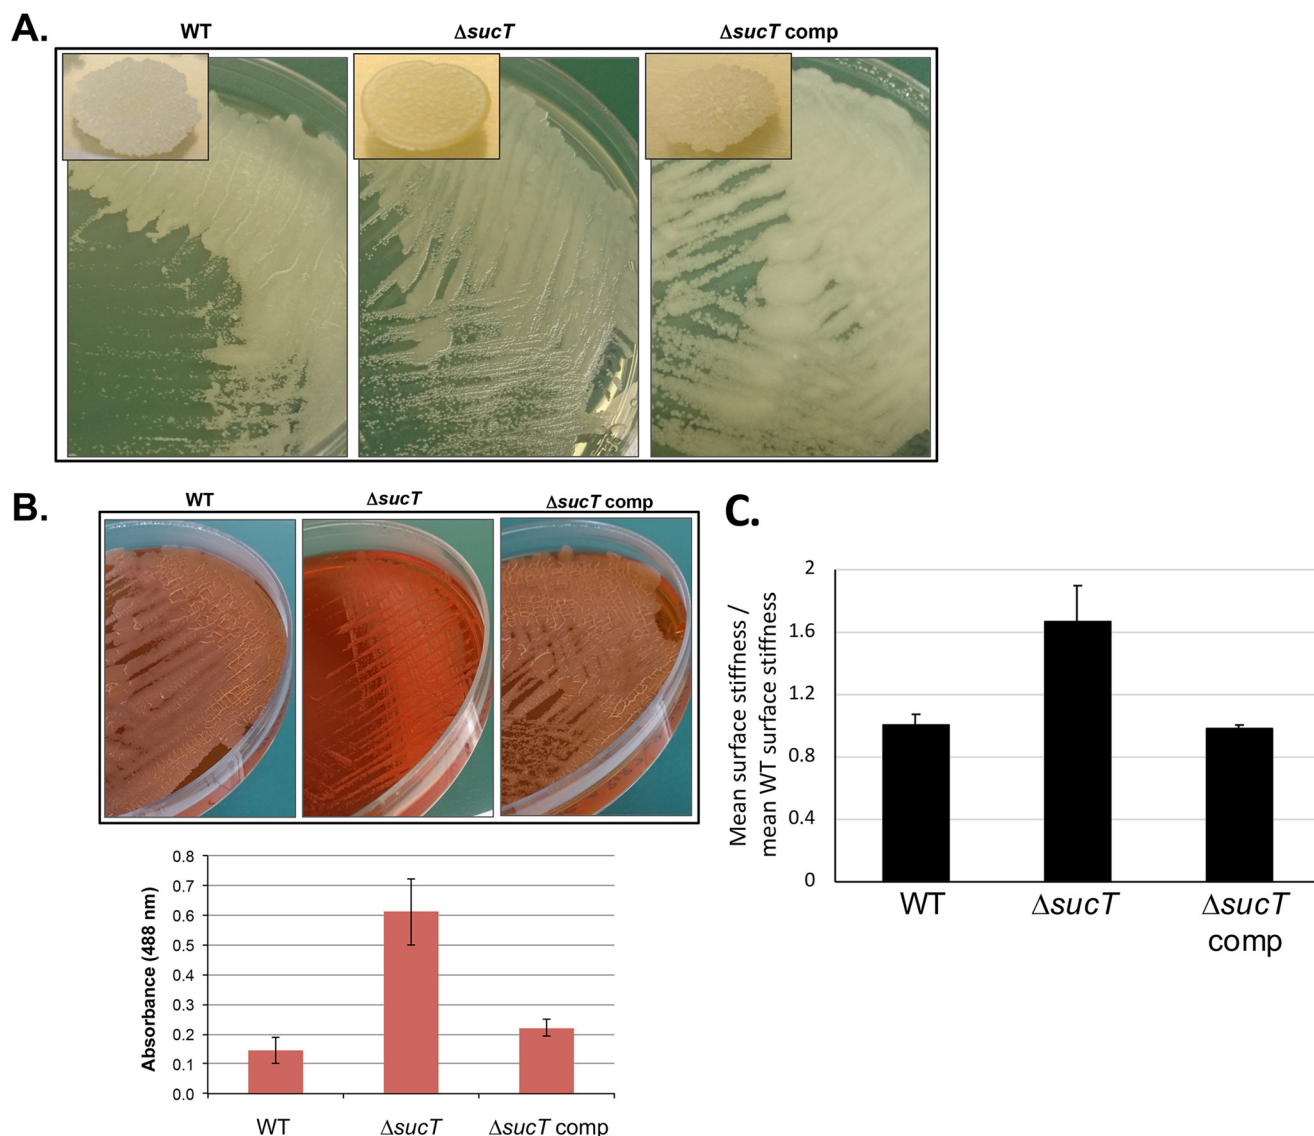 A.
WT
ΔsucT
ΔsucT comp
B.
WT
ΔsucT
ΔsucT comp
C.
Mean surface stiffness /
mean WT surface stiffness
2
1.6
1.2
0.8
0.4
0
WT
ΔsucT
ΔsucT
comp
Absorbance (488 nm)
0.8
0.7
0.6
0.5
0.4
0.3
0.2
0.1
0.0
WT
ΔsucT
ΔsucT comp